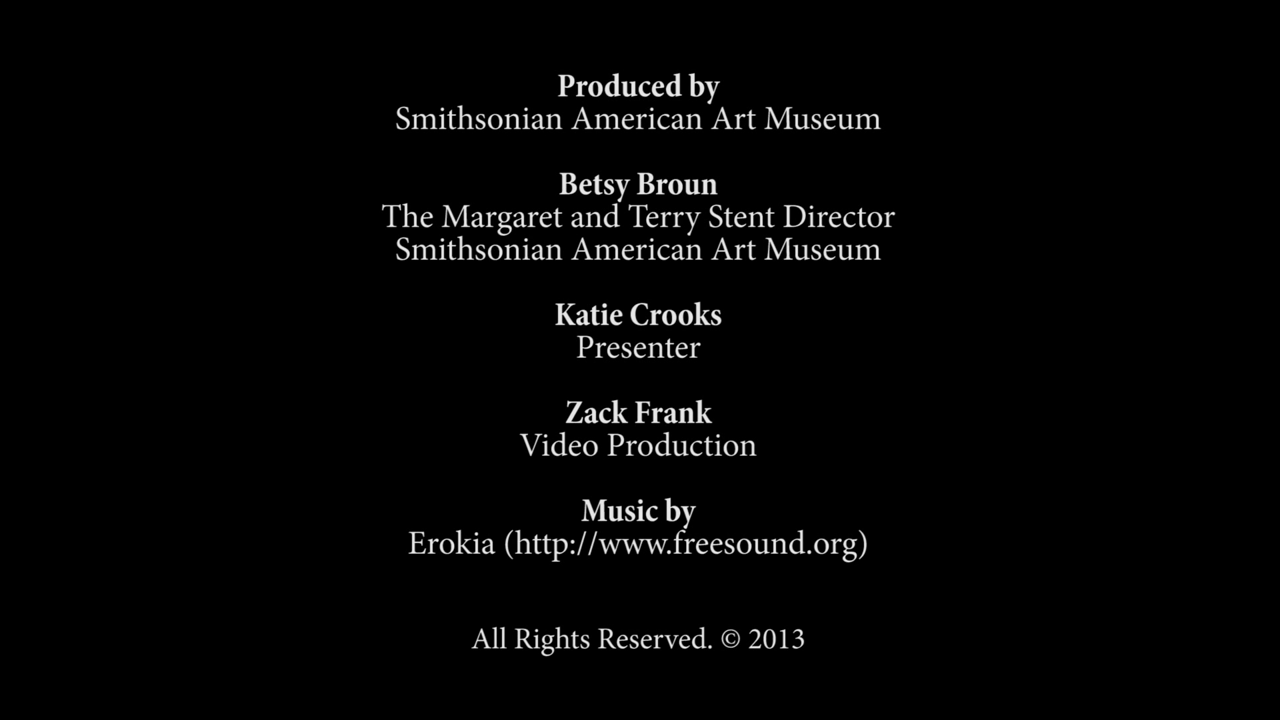 Produced by
Smithsonian American Art Museum
Betsy Broun
The Margaret and Terry Stent Director
Smithsonian American Art Museum
Katie Crooks
Presenter
Zack Frank
Video Production
Music by
Erokia (http://www.freesound.org)
All Rights Reserved. © 2013